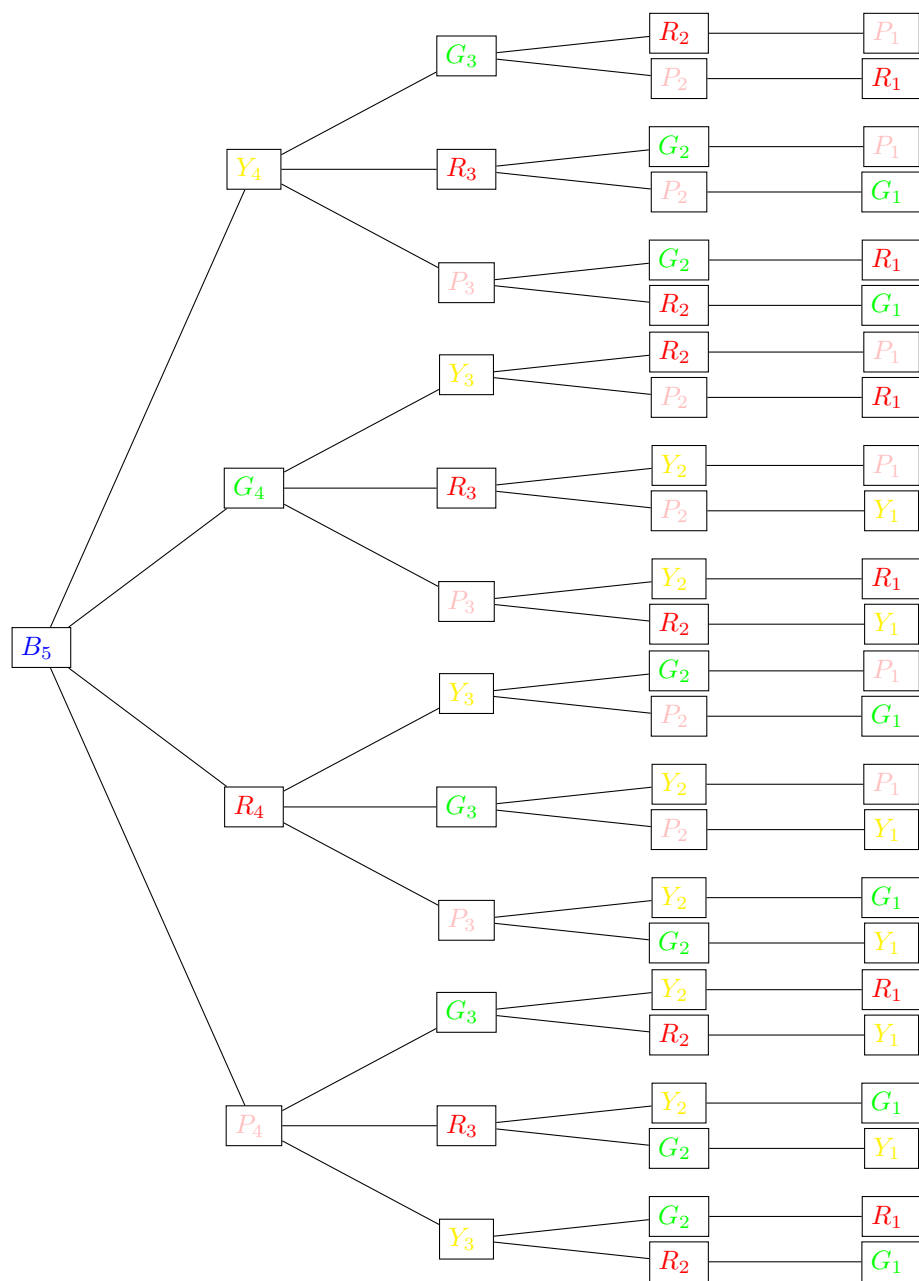 R₂ P₁
G₃
P₂ R₁
G₂ P₁
Y₄ R₃
P₂ G₁
G₂ R₁
P₃
R₂ G₁
R₂ P₁
Y₃
P₂ R₁
Y₂ P₁
G₄ R₃
P₂ Y₁
Y₂ R₁
P₃
R₂ Y₁
B₅
G₂ P₁
Y₃
P₂ G₁
Y₂ P₁
R₄ G₃
P₂ Y₁
Y₂ G₁
P₃
G₂ Y₁
Y₂ R₁
G₃
R₂ Y₁
Y₂ G₁
P₄ R₃
G₂ Y₁
G₂ R₁
Y₃
R₂ G₁